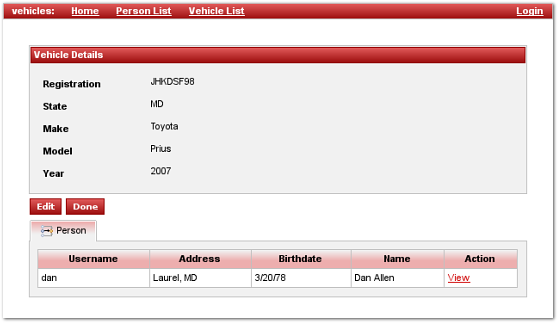 vehicles: Home Person List Vehicle List Login
Vehicle Details
Registration JHKDSF98
State MD
Make Toyota
Model Prius
Year 2007
Edit Done
Person
Username Address Birthdate Name Action
dan Laurel, MD 3/20/78 Dan Allen View